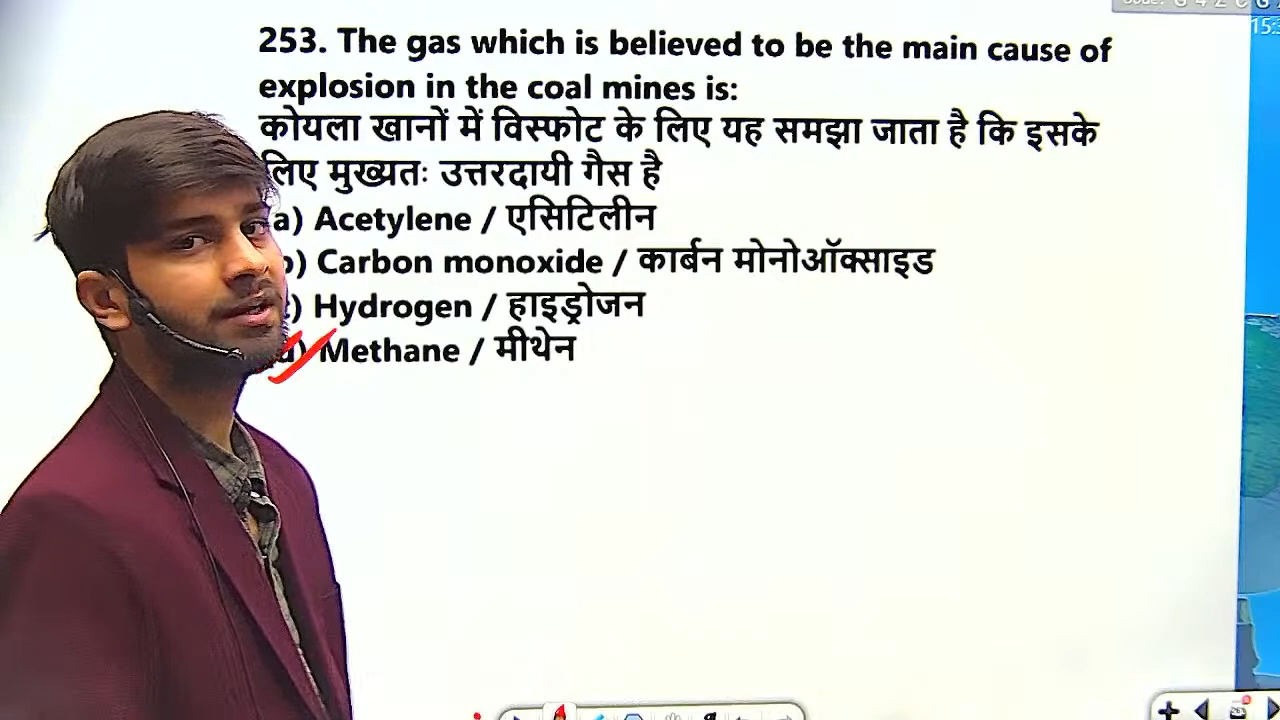 253. The gas which is believed to be the main cause of
explosion in the coal mines is:
कोयला खानों में विस्फोट के लिए यह समझा जाता है कि इसके
लिए मुख्यतः उत्तरदायी गैस है
a) Acetylene / एसिटिलीन
b) Carbon monoxide / कार्बन मोनोऑक्साइड
c) Hydrogen / हाइड्रोजन
d) Methane / मीथेन